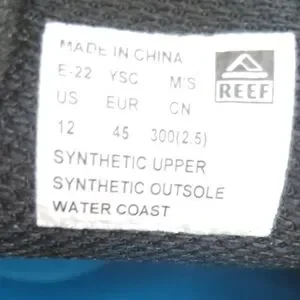 MADE IN CHINA
E-22 YSC M'S
REEF
US EUR CN
12 45 300(2.5)
SYNTHETIC UPPER
SYNTHETIC OUTSOLE
WATER COAST